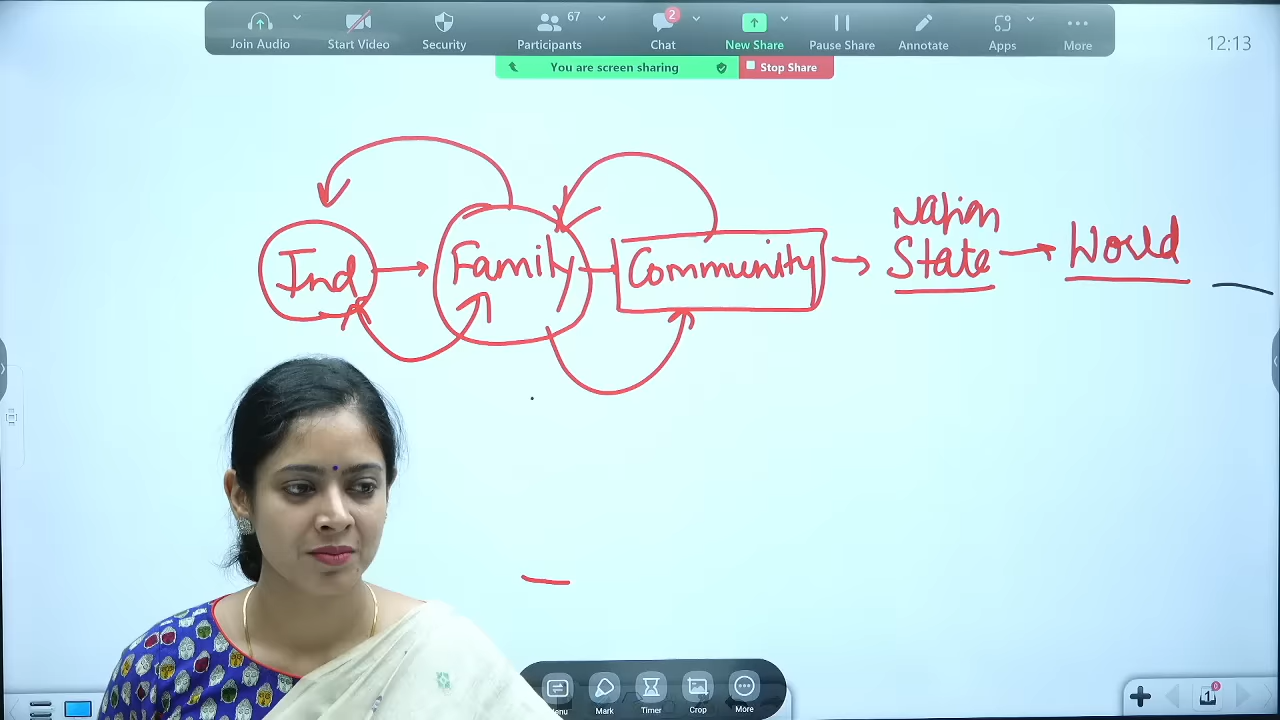 67
2
Join Audio
Start Video
Security
Participants
Chat
New Share
Pause Share
Annotate
Apps
More
12:13
You are screen sharing
Stop Share
Ind
Family
Community
Nation
State
World
Mark
Timer
Crop
More
1